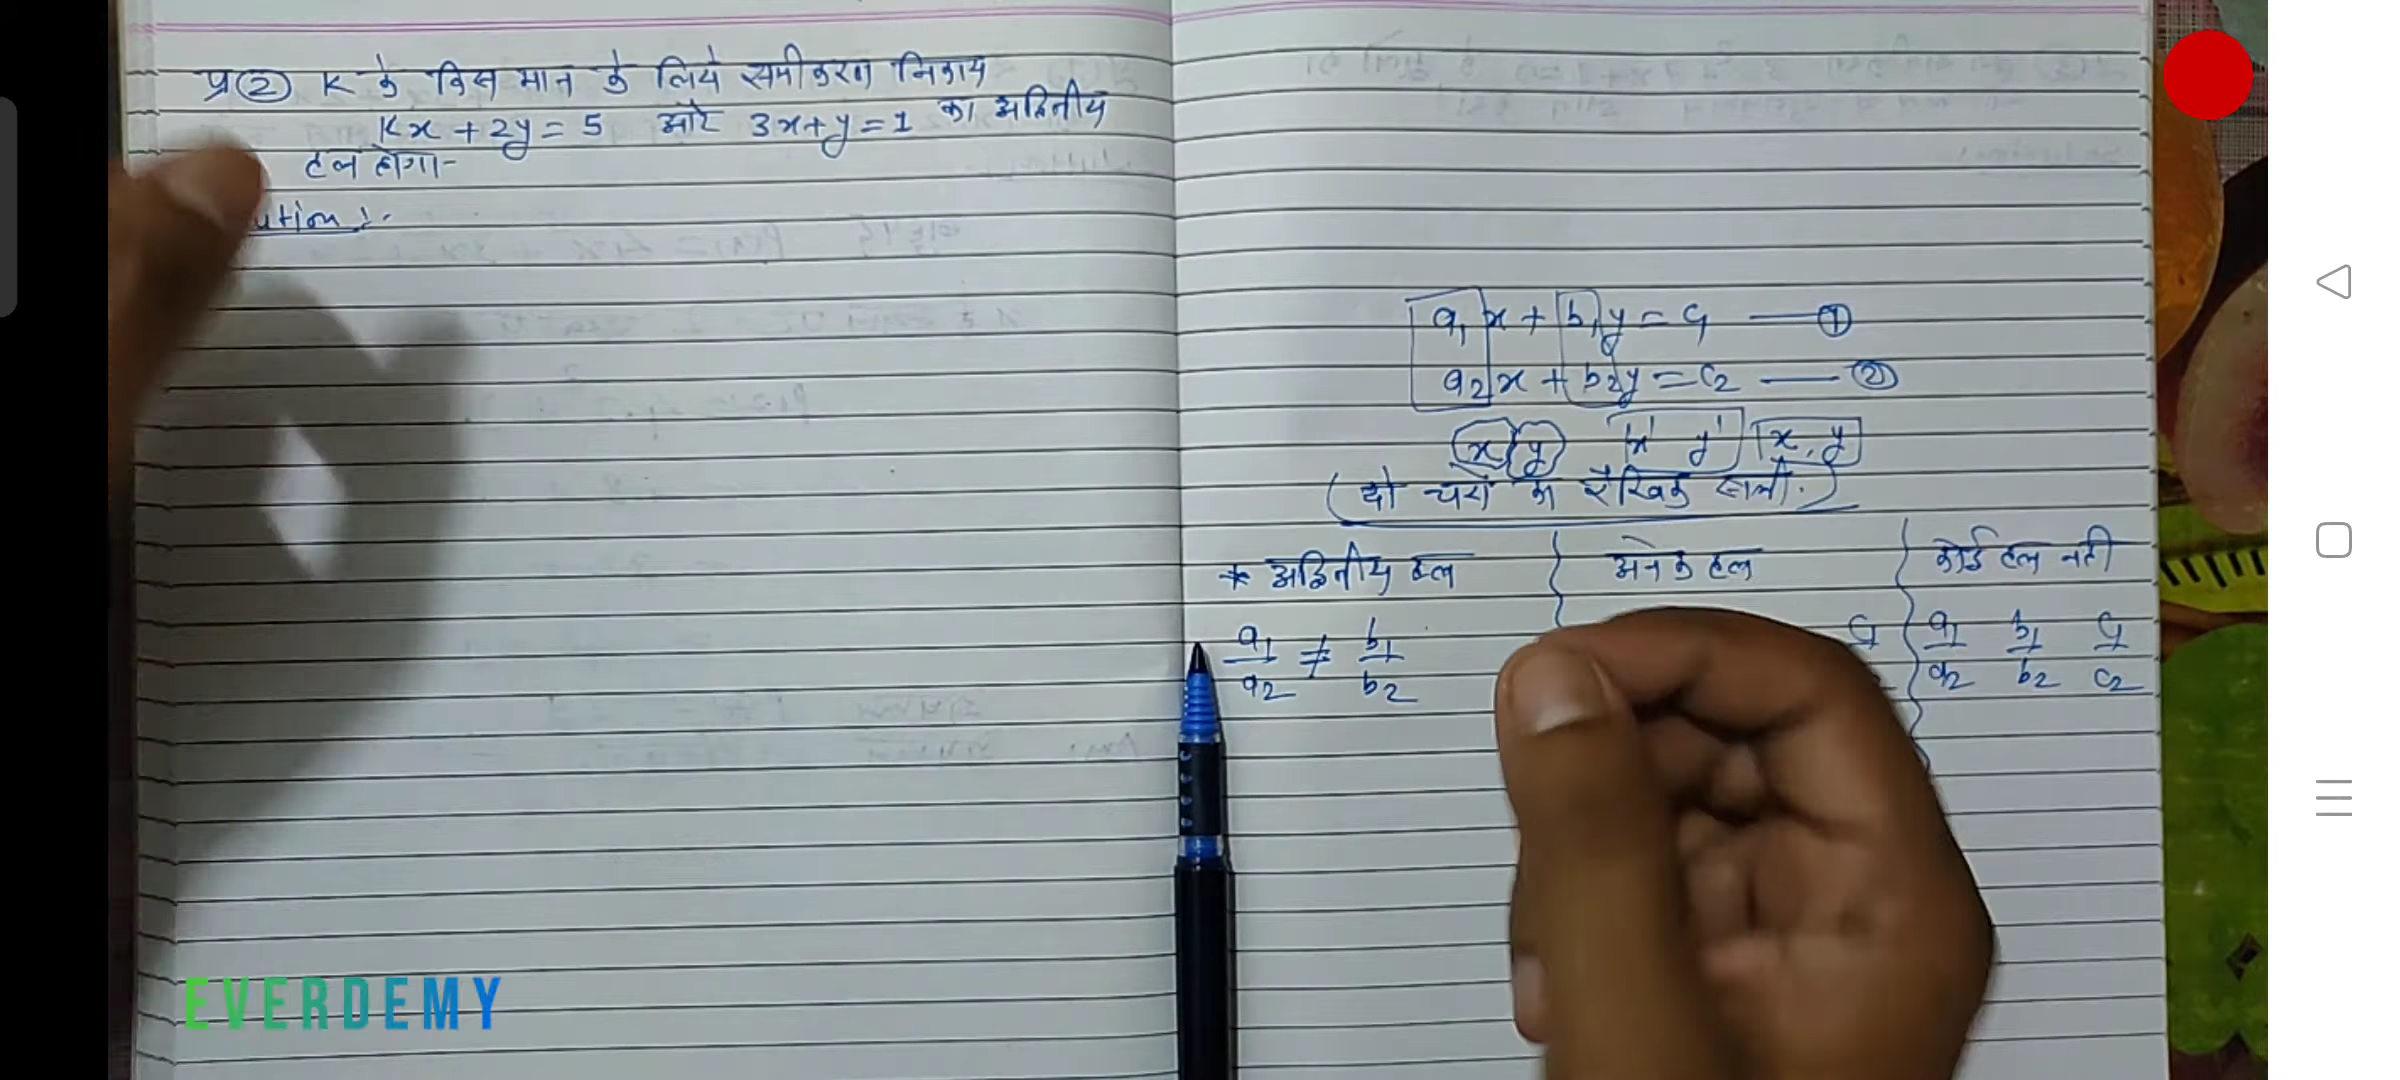 प्र② K के किस मान के लिये समीकरण निकाय
Kx + 2y = 5 और 3x+y=1 का अद्वितीय
हल होगा-
ution :-
a₁x + b₁y = c₁ — ①
a₂x + b₂y = c₂ — ②
x y x' y' x, y
(दो चरों का रैखिक समी.)
* अद्वितीय हल अनेक हल कोई हल नहीं
a₁/a₂ ≠ b₁/b₂ c₁ a₁/a₂ b₁/b₂ c₁/c₂
EVERDEMY